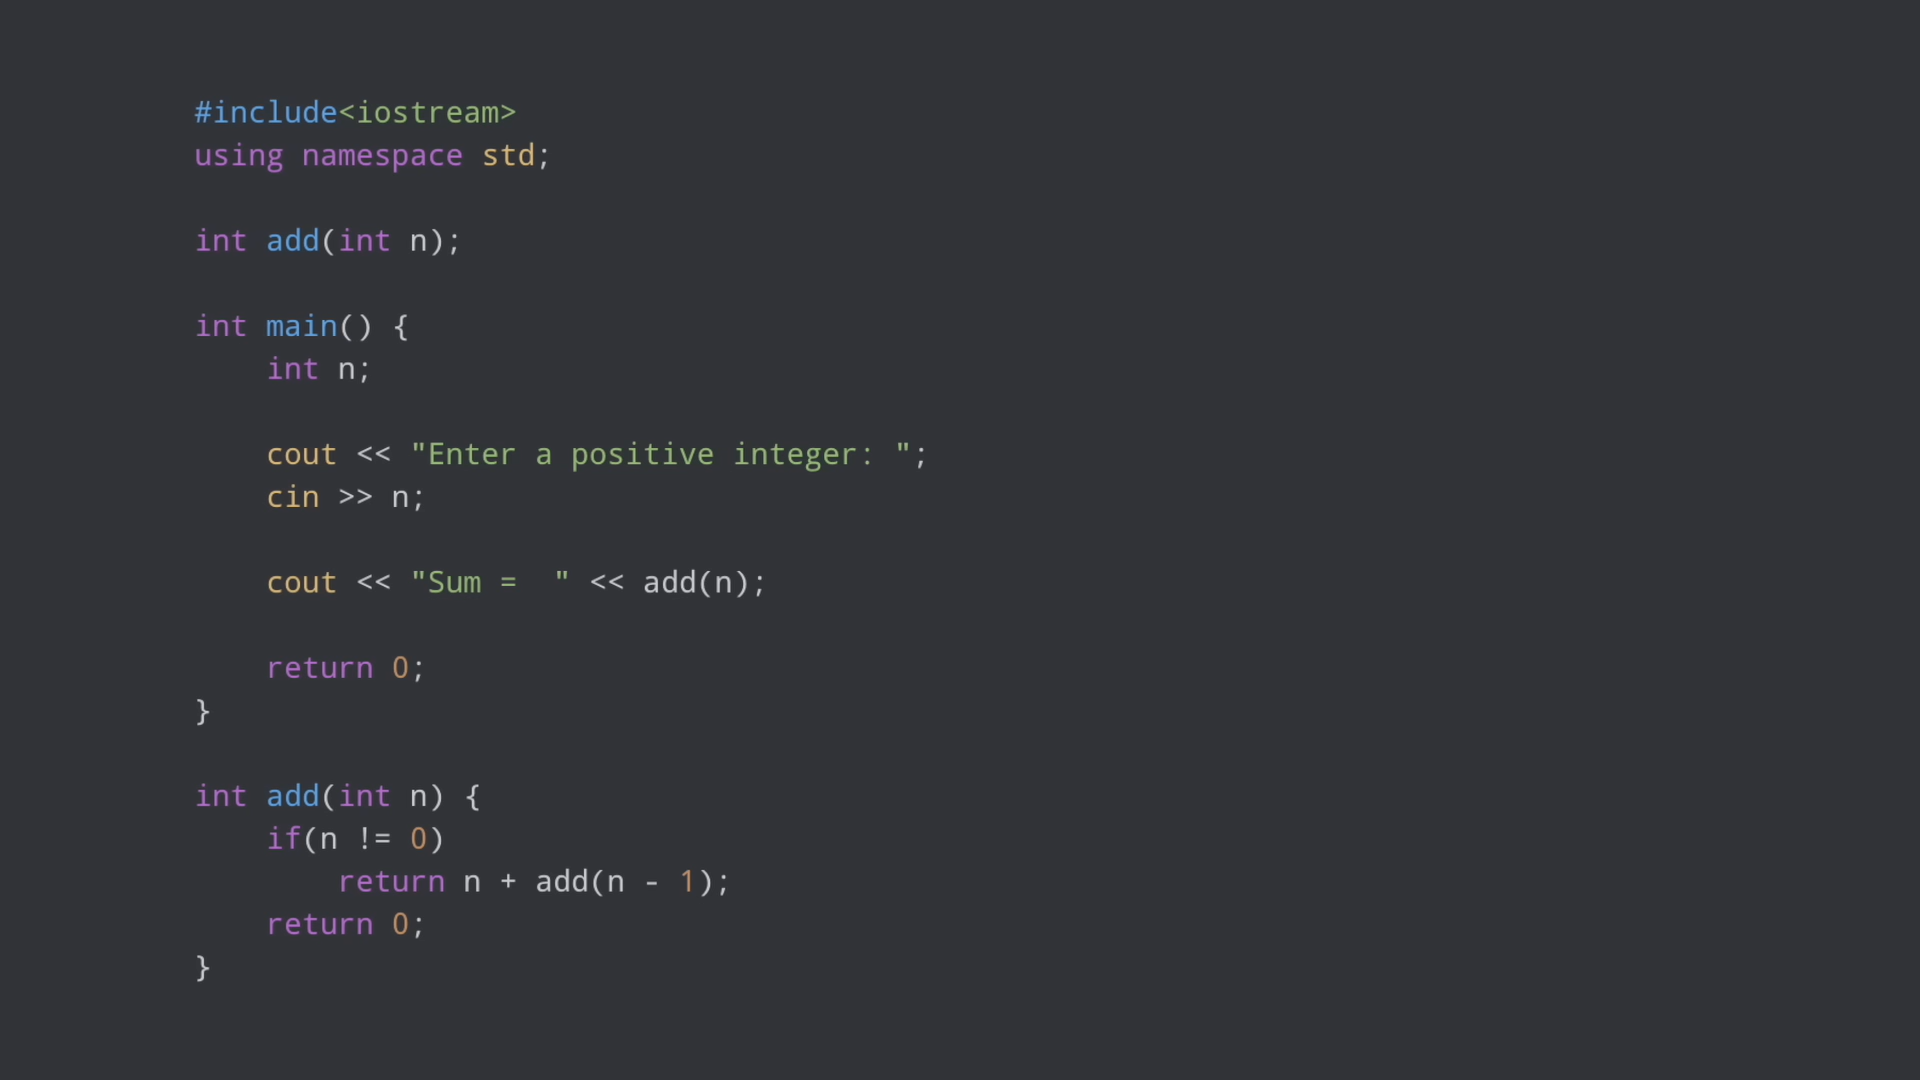 #include<iostream>
using namespace std;
int add(int n);
int main() {
    int n;
    cout << "Enter a positive integer: ";
    cin >> n;
    cout << "Sum =  " << add(n);
    return 0;
}
int add(int n) {
    if(n != 0)
        return n + add(n - 1);
    return 0;
}